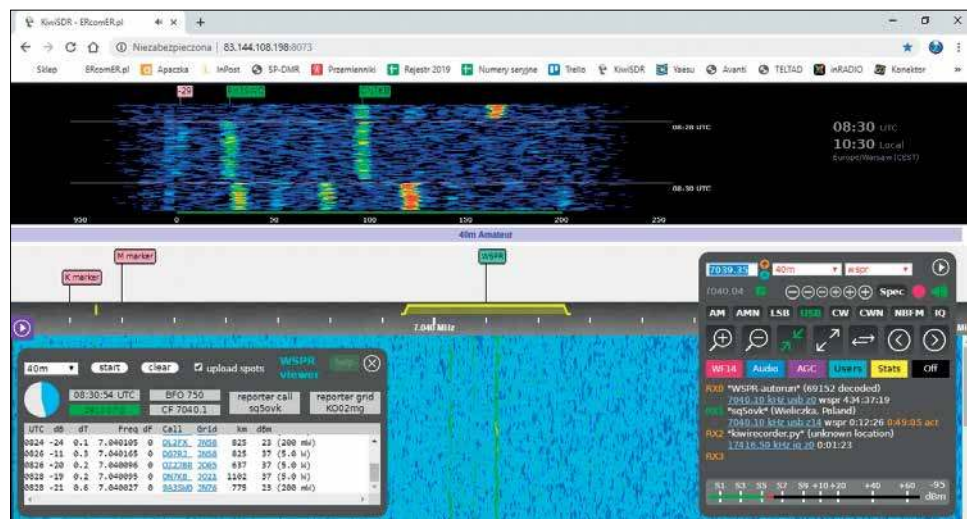 KiwiSDR - ERcomER.pl
Niezabezpieczona | 83.144.108.198:8073
Sklep ERcomER.pl Apaczka InPost SP-DMR Przemienniki Rejestr 2019 Numery seryjne Trello KiwiSDR Yaesu Avanti TELTAD inRADIO Konektor »
-29
08:28 UTC
08:30 UTC
08:30 UTC
10:30 Local
Europe/Warsaw (CEST)
950 0 50 100 150 200 250
40m Amateur
M marker
K marker
WSPR
7.040 MHz
7039.35 40m wspr
7040.04 Spec
AM AMN LSB USB CW CWN NBFM IQ
WF14 Audio AGC Users Stats Off
RX0 "WSPR autorun" (69152 decoded)
7040.10 kHz usb z0 wspr 434:37:19
"sq5ovk" (Wieliczka, Poland)
7040.10 kHz usb z14 wspr 0:12:26 0:49:05 act
RX2 "kiwirecorder.py" (unknown location)
17416.50 kHz iq z0 0:01:23
RX3
S1 S3 S5 S7 S9 +10 +20 +40 +60 -95 dBm
40m start clear upload spots WSPR viewer help
08:30:54 UTC BFO 750 reporter call reporter grid
CF 7040.1 sq5ovk KO02mg
UTC dB dT Freq dF Call Grid km dBm
0824 -24 0.1 7.040105 0 DL2FX JN58 825 23 (200 mW)
0826 -11 0.3 7.040165 0 JN58 825 37 (5.0 W)
0826 -20 0.2 7.040096 0 JO65 637 37 (5.0 W)
0828 -19 0.2 7.040095 0 ON7KB JO21 1102 37 (5.0 W)
0828 -21 0.6 7.040027 0 JN76 775 23 (200 mW)